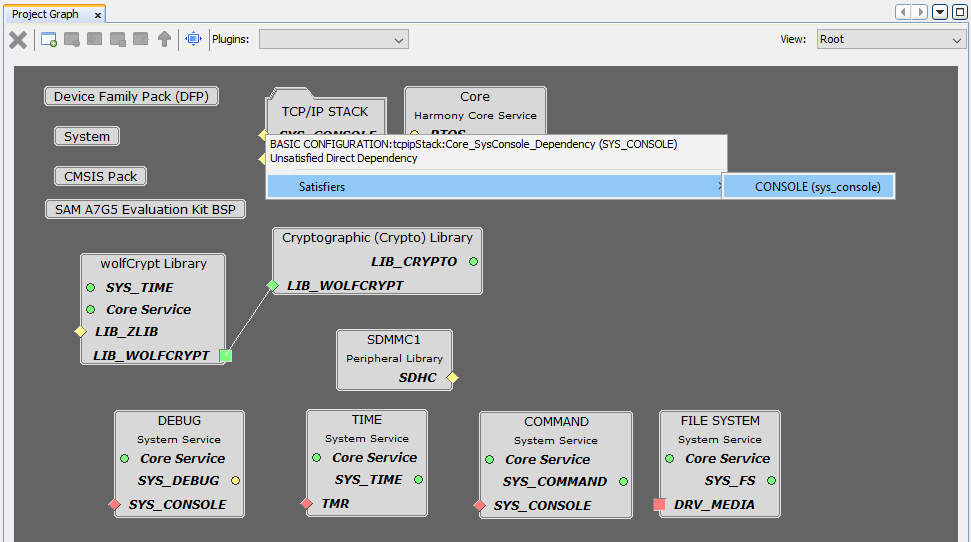 Project Graph
Plugins:
View: Root
Device Family Pack (DFP)
System
CMSIS Pack
SAM A7G5 Evaluation Kit BSP
TCP/IP STACK
SYS_CONSOLE
Core
Harmony Core Service
RTOS
BASIC CONFIGURATION:tcpipStack:Core_SysConsole_Dependency (SYS_CONSOLE)
Unsatisfied Direct Dependency
Satisfiers
CONSOLE (sys_console)
Cryptographic (Crypto) Library
LIB_CRYPTO
LIB_WOLFCRYPT
wolfCrypt Library
SYS_TIME
Core Service
LIB_ZLIB
LIB_WOLFCRYPT
SDMMC1
Peripheral Library
SDHC
DEBUG
System Service
Core Service
SYS_DEBUG
SYS_CONSOLE
TIME
System Service
Core Service
SYS_TIME
TMR
COMMAND
System Service
Core Service
SYS_COMMAND
SYS_CONSOLE
FILE SYSTEM
System Service
Core Service
SYS_FS
DRV_MEDIA